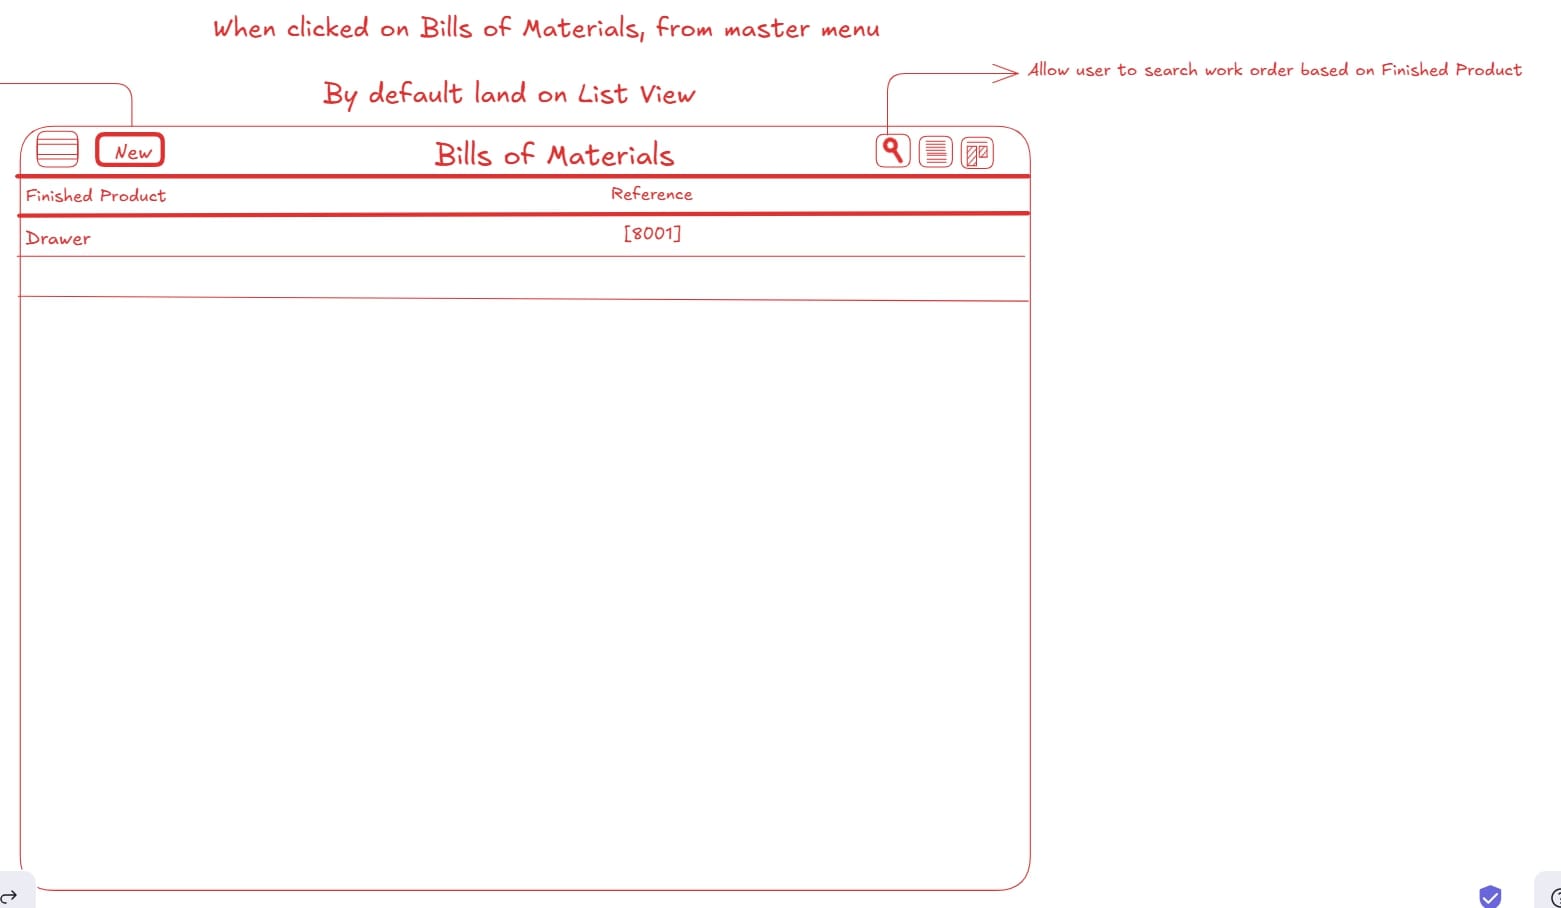 When clicked on Bills of Materials, from master menu
Allow user to search work order based on Finished Product
By default land on List View
New
Bills of Materials
Finished Product
Reference
Drawer
[8001]